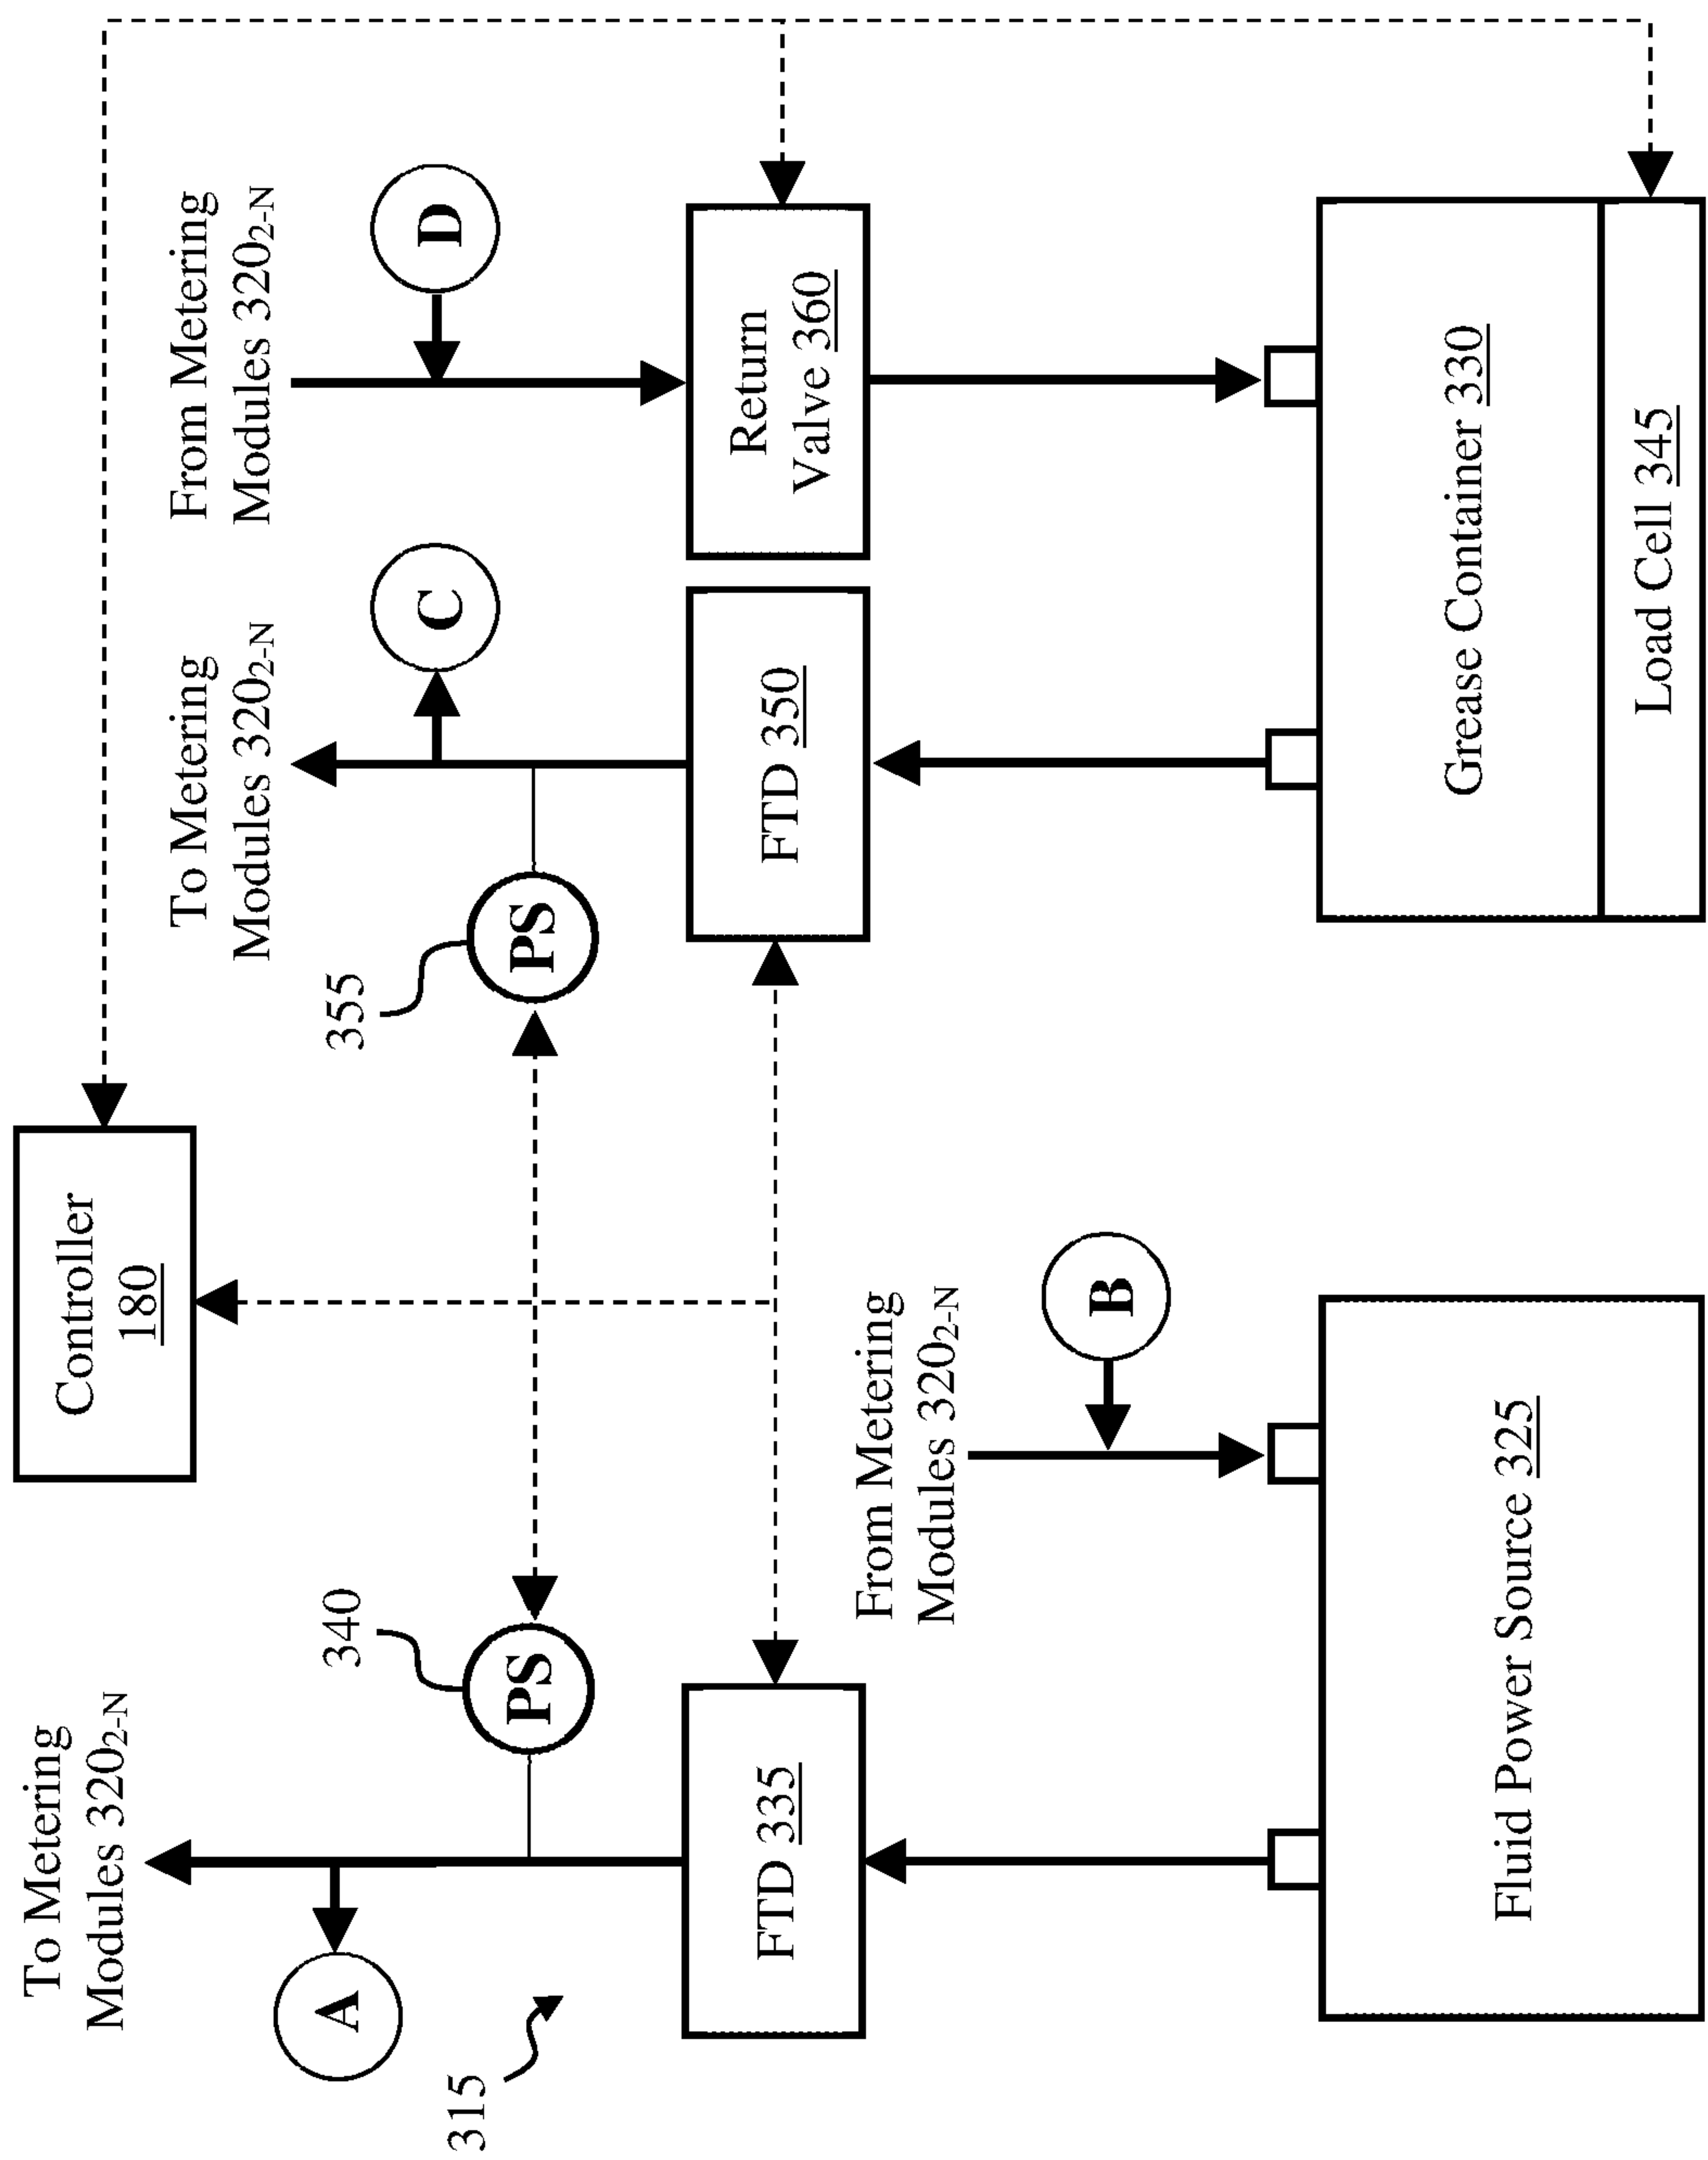 To Metering
Modules 320₂₋N
A
315
340
PS
FTD 335
Controller
180
From Metering
Modules 320₂₋N
B
Fluid Power Source 325
To Metering
Modules 320₂₋N
C
355
PS
FTD 350
From Metering
Modules 320₂₋N
D
Return
Valve 360
Grease Container 330
Load Cell 345